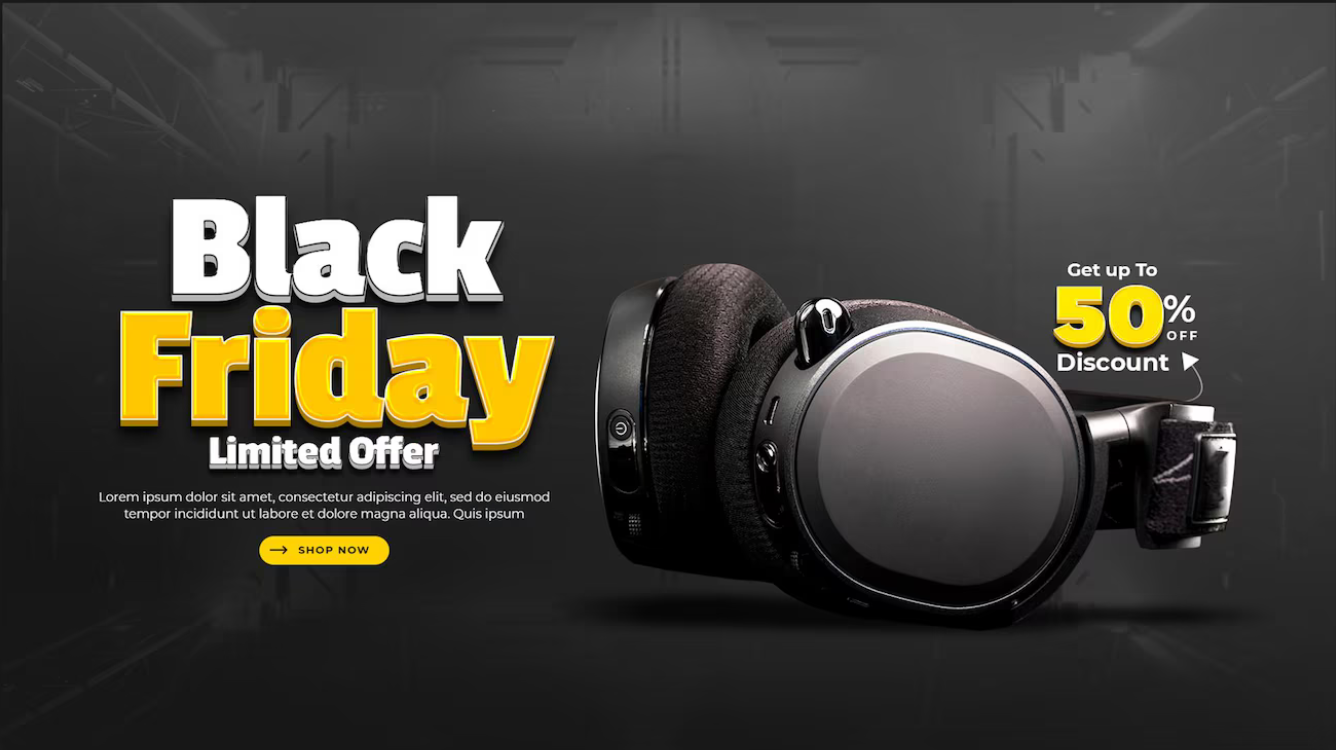 Black
Friday
Limited Offer
Lorem ipsum dolor sit amet, consectetur adipiscing elit, sed do eiusmod
tempor incididunt ut labore et dolore magna aliqua. Quis ipsum
SHOP NOW
Get up To
50%
OFF
Discount